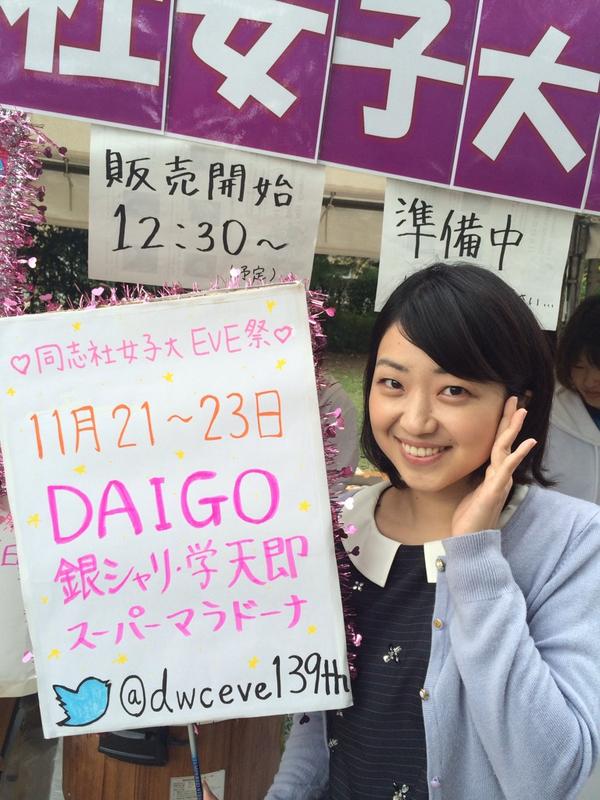 社女子大
販売開始
12:30～
(予定)
準備中
♡同志社女子大 EVE祭♡
11月21～23日
DAIGO
銀シャリ・学天即
スーパーマラドーナ
@dwceve139th